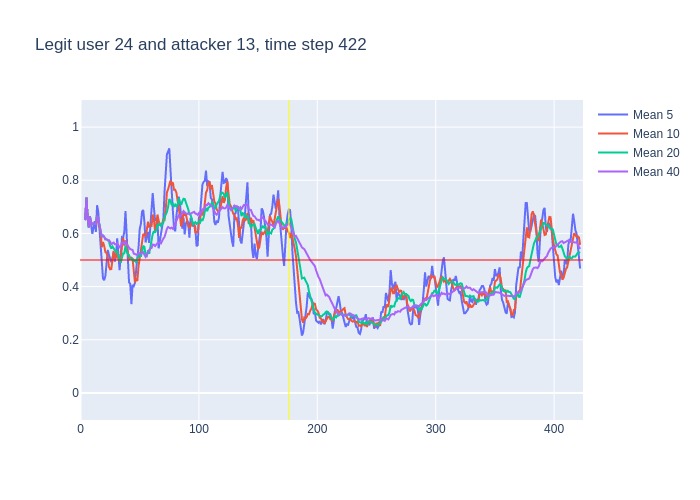 Legit user 24 and attacker 13, time step 422
Mean 5
Mean 10
Mean 20
Mean 40
1
0.8
0.6
0.4
0.2
0
0 100 200 300 400